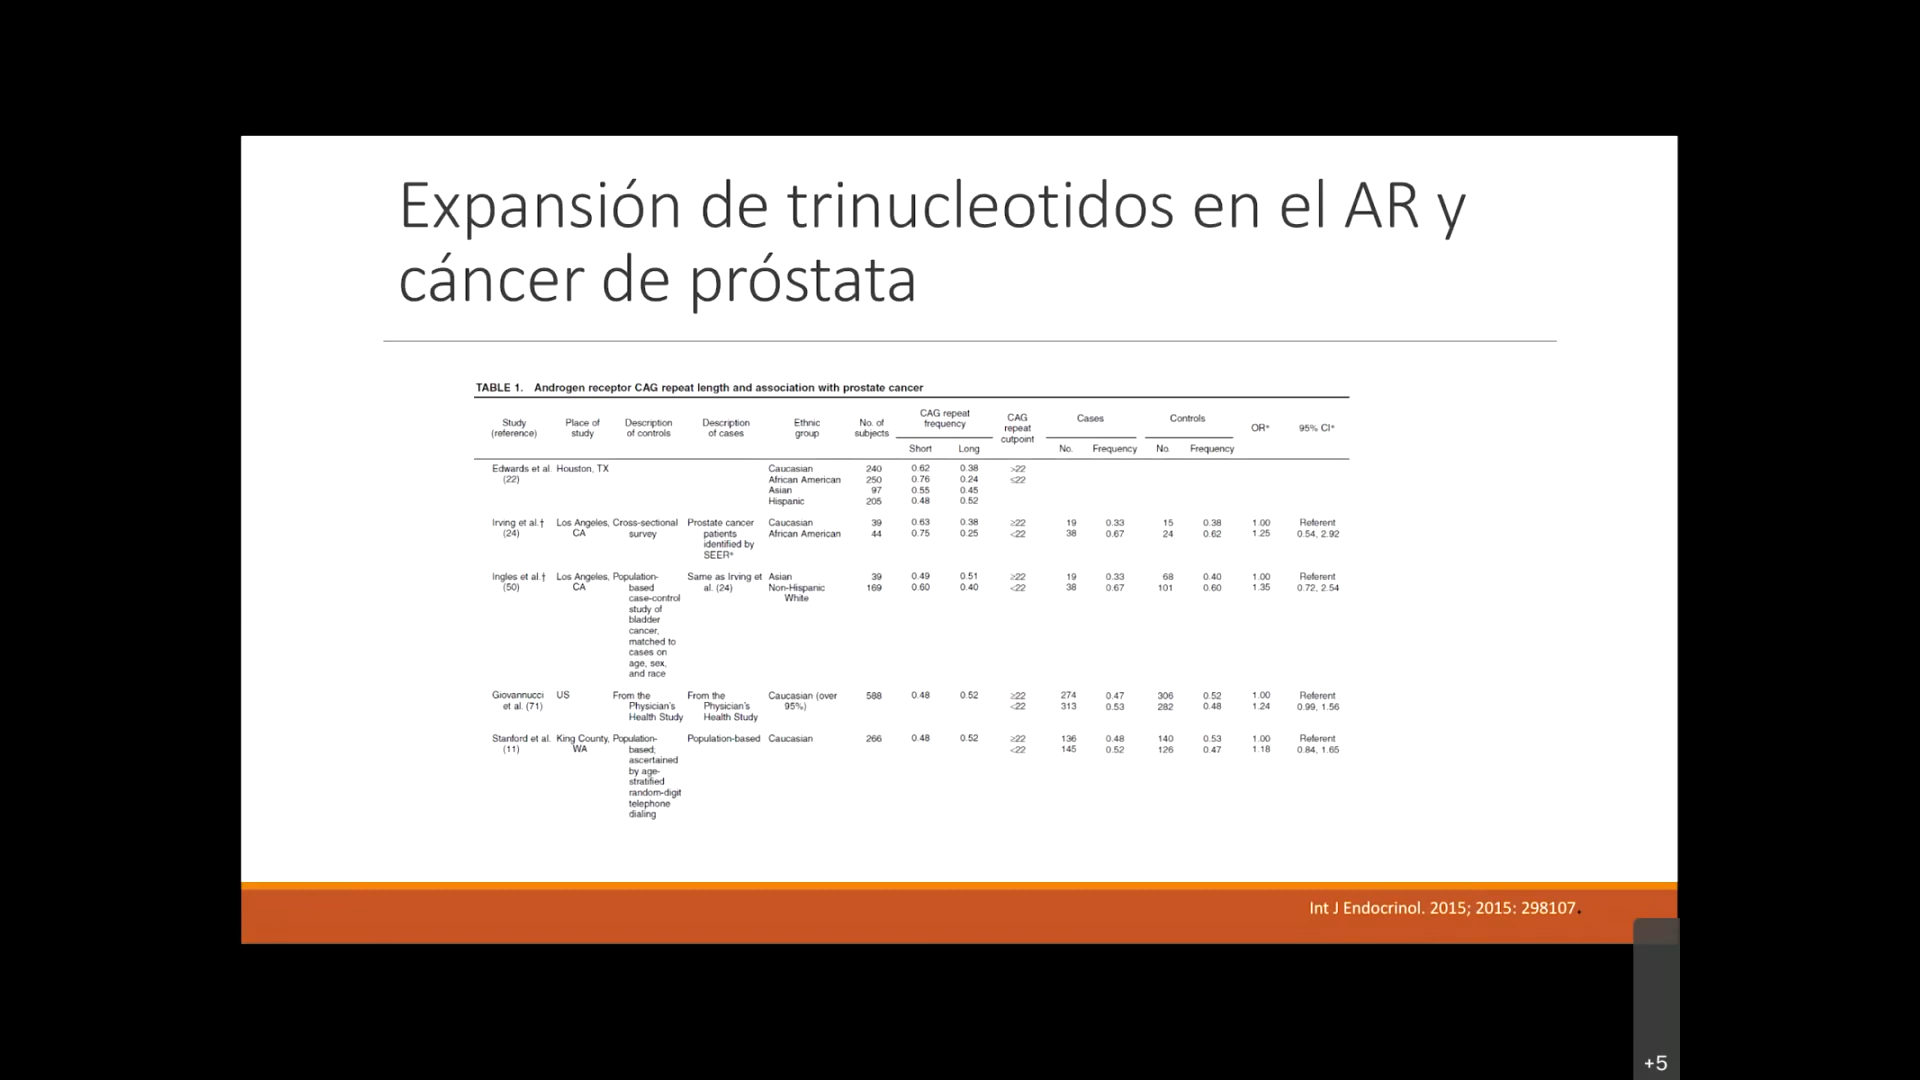 Expansión de trinucleotidos en el AR y
cáncer de próstata
TABLE 1. Androgen receptor CAG repeat length and association with prostate cancer
Study (reference) Place of study Description of controls Description of cases Ethnic group No. of subjects CAG repeat frequency CAG repeat cutpoint Cases Controls OR* 95% CI*
Short Long No. Frequency No. Frequency
Edwards et al. Houston, TX Caucasian 240 0.62 0.38 >22
(22) African American 250 0.76 0.24 ≤22
Asian 97 0.55 0.45
Hispanic 205 0.48 0.52
Irving et al.† Los Angeles, Cross-sectional Prostate cancer Caucasian 39 0.63 0.38 ≥22 19 0.33 15 0.38 1.00 Referent
(24) CA survey patients African American 44 0.75 0.25 <22 38 0.67 24 0.62 1.25 0.54, 2.92
identified by
SEER*
Ingles et al.† Los Angeles, Population- Same as Irving et Asian 39 0.49 0.51 ≥22 19 0.33 68 0.40 1.00 Referent
(50) CA based al. (24) Non-Hispanic 169 0.60 0.40 <22 38 0.67 101 0.60 1.35 0.72, 2.54
case-control White
study of
bladder
cancer,
matched to
cases on
age, sex,
and race
Giovannucci US From the From the Caucasian (over 588 0.48 0.52 ≥22 274 0.47 306 0.52 1.00 Referent
et al. (71) Physician's Physician's 95%) <22 313 0.53 282 0.48 1.24 0.99, 1.56
Health Study Health Study
Stanford et al. King County, Population- Population-based Caucasian 266 0.48 0.52 ≥22 136 0.48 140 0.53 1.00 Referent
(11) WA based; <22 145 0.52 126 0.47 1.18 0.84, 1.65
ascertained
by age-
stratified
random-digit
telephone
dialing
Int J Endocrinol. 2015; 2015: 298107.
+5